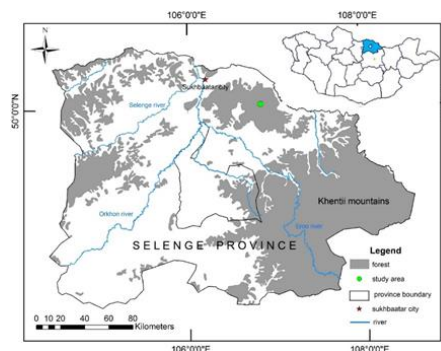 106°0'0"E
108°0'0"E
N
Sukhbaatar city
50°0'0"N
Selenge river
Khentii mountains
Orkhon river
SELENGE PROVINCE
Legend
forest
study area
province boundary
sukhbaatar city
river
0 10 20 40 60 80
Kilometers
106°0'0"E
108°0'0"E